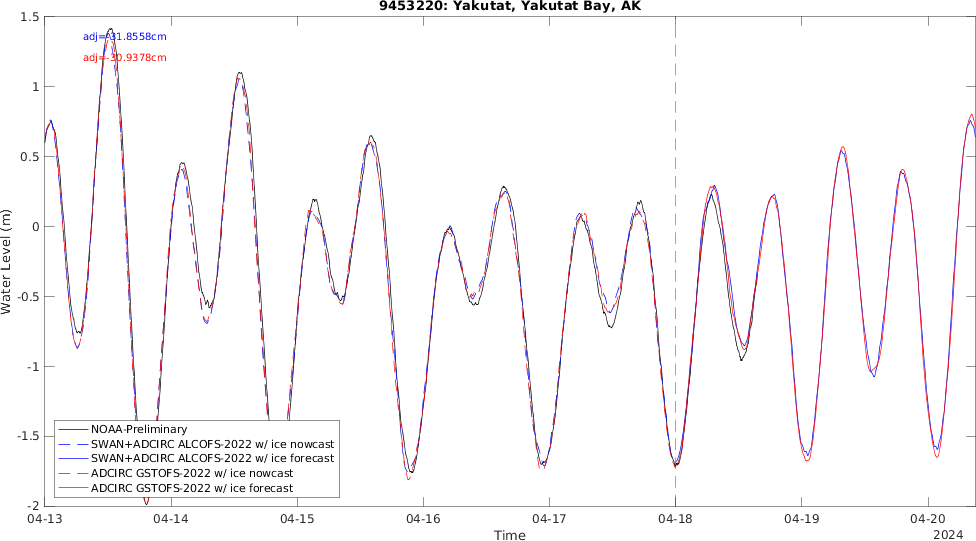 9453220: Yakutat, Yakutat Bay, AK
adj=-31.8558cm
adj=-30.9378cm
Water Level (m)
1.5
1
0.5
0
-0.5
-1
-1.5
-2
NOAA-Preliminary
SWAN+ADCIRC ALCOFS-2022 w/ ice nowcast
SWAN+ADCIRC ALCOFS-2022 w/ ice forecast
ADCIRC GSTOFS-2022 w/ ice nowcast
ADCIRC GSTOFS-2022 w/ ice forecast
04-13 04-14 04-15 04-16 04-17 04-18 04-19 04-20
Time
2024